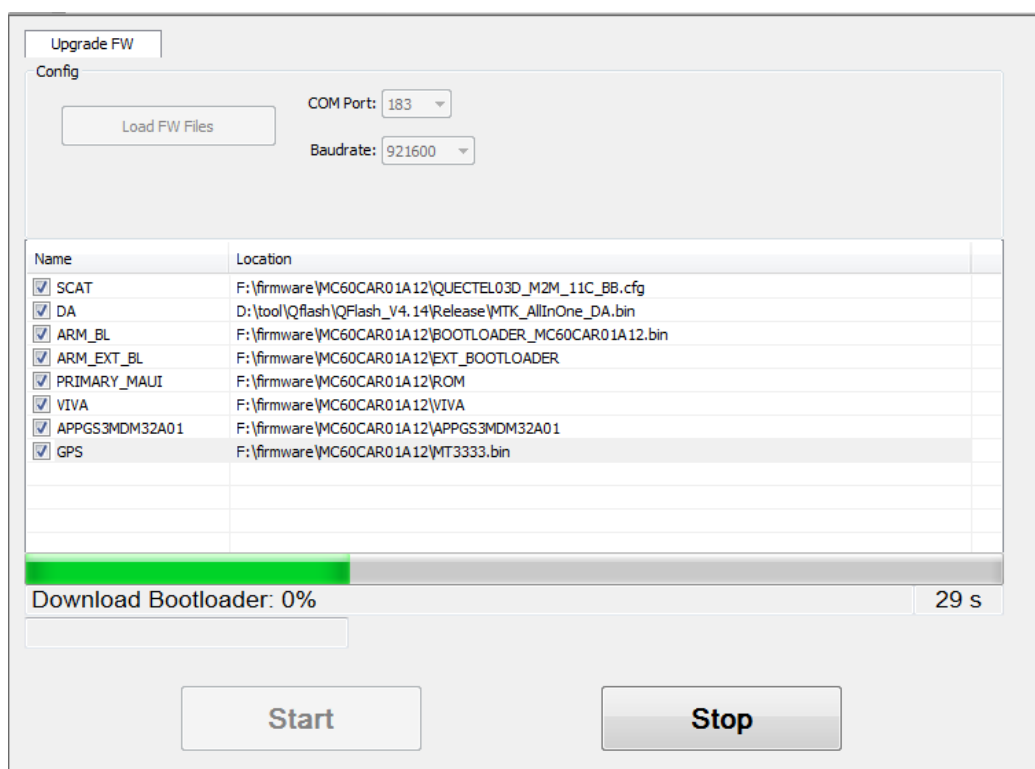 Upgrade FW
Config
Load FW Files
COM Port: 183
Baudrate: 921600
Name Location
SCAT F:\firmware\MC60CAR01A12\QUECTEL03D_M2M_11C_BB.cfg
DA D:\tool\Qflash\QFlash_V4.14\Release\MTK_AllInOne_DA.bin
ARM_BL F:\firmware\MC60CAR01A12\BOOTLOADER_MC60CAR01A12.bin
ARM_EXT_BL F:\firmware\MC60CAR01A12\EXT_BOOTLOADER
PRIMARY_MAUI F:\firmware\MC60CAR01A12\ROM
VIVA F:\firmware\MC60CAR01A12\VIVA
APPGS3MDM32A01 F:\firmware\MC60CAR01A12\APPGS3MDM32A01
GPS F:\firmware\MC60CAR01A12\MT3333.bin
Download Bootloader: 0% 29 s
Start Stop